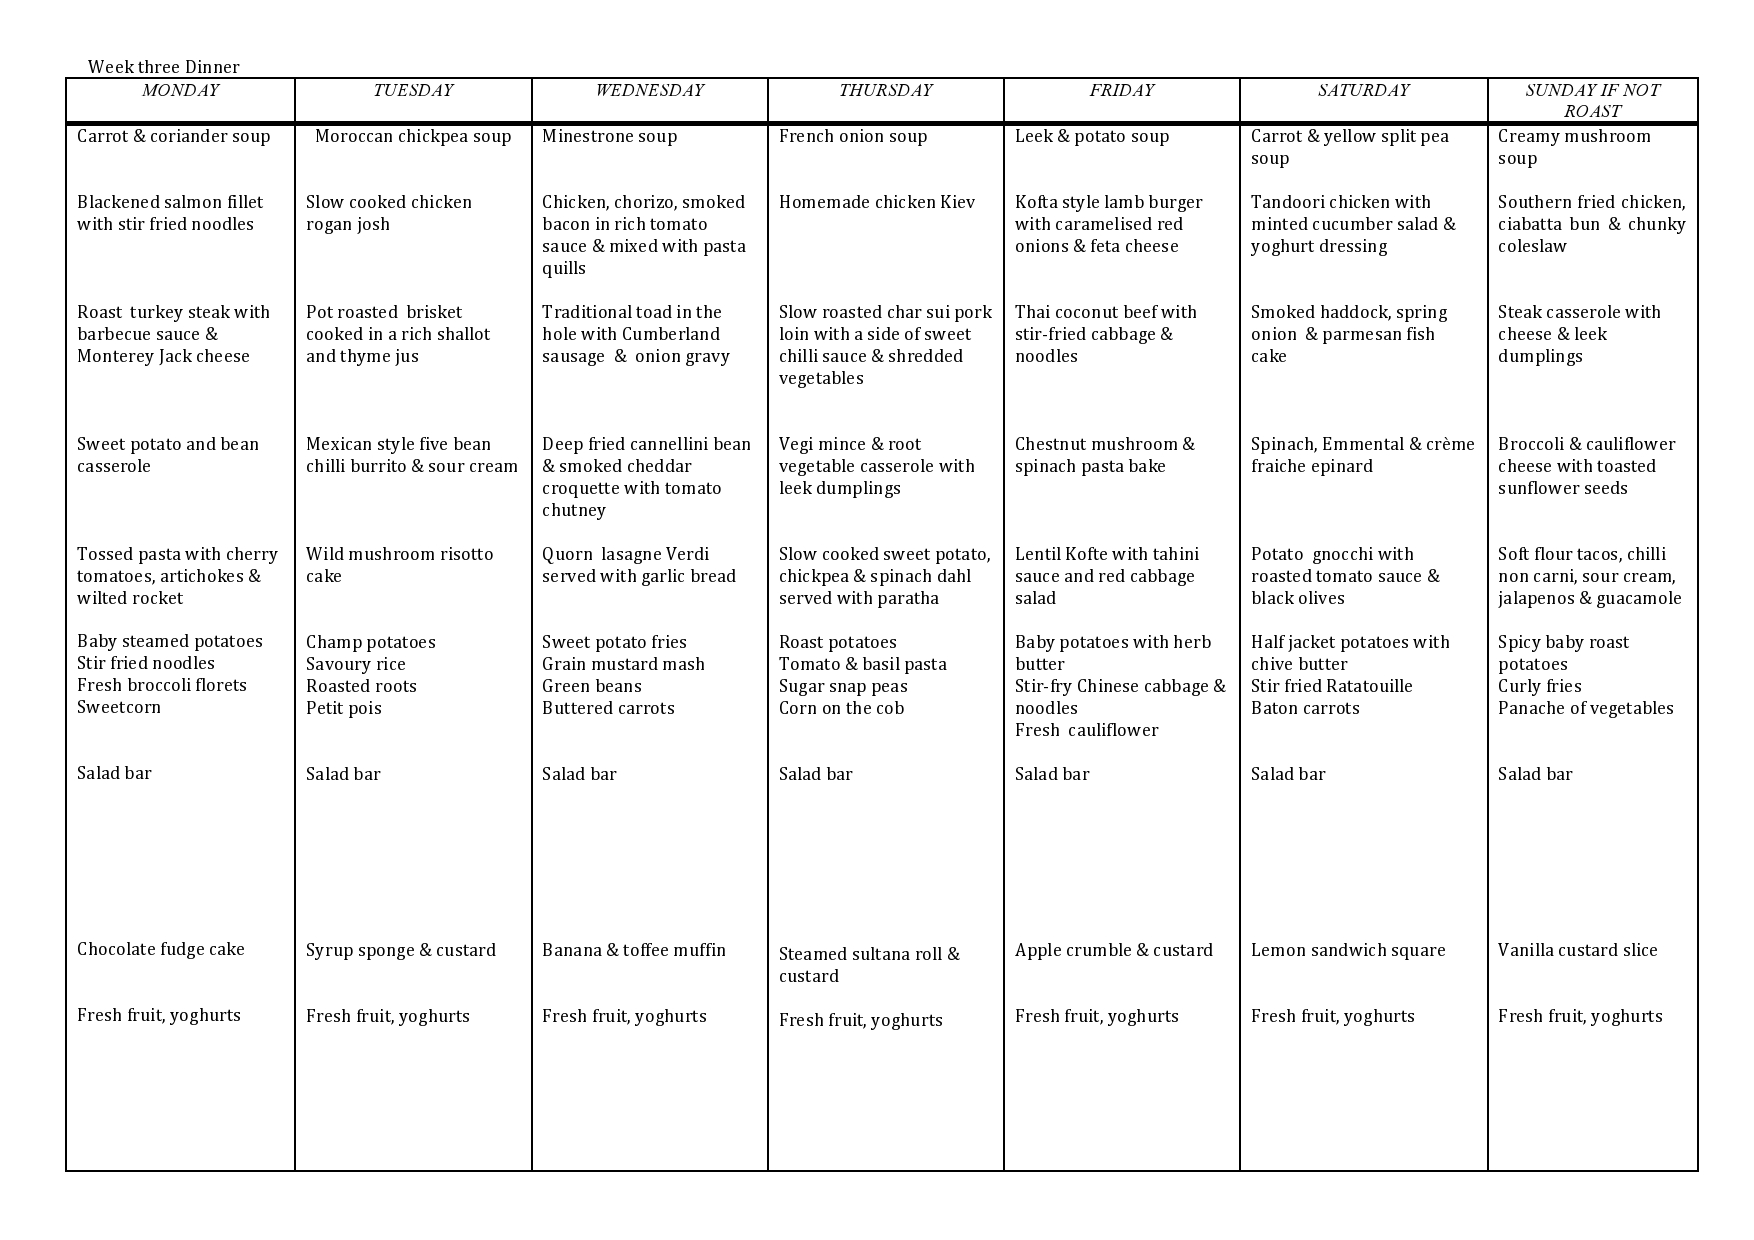 Week three Dinner
MONDAY
Carrot & coriander soup
Blackened salmon fillet
with stir fried noodles
Roast turkey steak with
barbecue sauce &
Monterey Jack cheese
Sweet potato and bean
casserole
Tossed pasta with cherry
tomatoes, artichokes &
wilted rocket
Baby steamed potatoes
Stir fried noodles
Fresh broccoli florets
Sweetcorn
Salad bar
Chocolate fudge cake
Fresh fruit, yoghurts
TUESDAY
Moroccan chickpea soup
Slow cooked chicken
rogan josh
Pot roasted brisket
cooked in a rich shallot
and thyme jus
Mexican style five bean
chilli burrito & sour cream
Wild mushroom risotto
cake
Champ potatoes
Savoury rice
Roasted roots
Petit pois
Salad bar
Syrup sponge & custard
Fresh fruit, yoghurts
WEDNESDAY
Minestrone soup
Chicken, chorizo, smoked
bacon in rich tomato
sauce & mixed with pasta
quills
Traditional toad in the
hole with Cumberland
sausage & onion gravy
Deep fried cannellini bean
& smoked cheddar
croquette with tomato
chutney
Quorn lasagne Verdi
served with garlic bread
Sweet potato fries
Grain mustard mash
Green beans
Buttered carrots
Salad bar
Banana & toffee muffin
Fresh fruit, yoghurts
THURSDAY
French onion soup
Homemade chicken Kiev
Slow roasted char sui pork
loin with a side of sweet
chilli sauce & shredded
vegetables
Vegi mince & root
vegetable casserole with
leek dumplings
Slow cooked sweet potato,
chickpea & spinach dahl
served with paratha
Roast potatoes
Tomato & basil pasta
Sugar snap peas
Corn on the cob
Salad bar
Steamed sultana roll &
custard
Fresh fruit, yoghurts
FRIDAY
Leek & potato soup
Kofta style lamb burger
with caramelised red
onions & feta cheese
Thai coconut beef with
stir-fried cabbage &
noodles
Chestnut mushroom &
spinach pasta bake
Lentil Kofte with tahini
sauce and red cabbage
salad
Baby potatoes with herb
butter
Stir-fry Chinese cabbage &
noodles
Fresh cauliflower
Salad bar
Apple crumble & custard
Fresh fruit, yoghurts
SATURDAY
Carrot & yellow split pea
soup
Tandoori chicken with
minted cucumber salad &
yoghurt dressing
Smoked haddock, spring
onion & parmesan fish
cake
Spinach, Emmental & crème
fraiche epinard
Potato gnocchi with
roasted tomato sauce &
black olives
Half jacket potatoes with
chive butter
Stir fried Ratatouille
Baton carrots
Salad bar
Lemon sandwich square
Fresh fruit, yoghurts
SUNDAY IF NOT
ROAST
Creamy mushroom
soup
Southern fried chicken,
ciabatta bun & chunky
coleslaw
Steak casserole with
cheese & leek
dumplings
Broccoli & cauliflower
cheese with toasted
sunflower seeds
Soft flour tacos, chilli
non carni, sour cream,
jalapenos & guacamole
Spicy baby roast
potatoes
Curly fries
Panache of vegetables
Salad bar
Vanilla custard slice
Fresh fruit, yoghurts